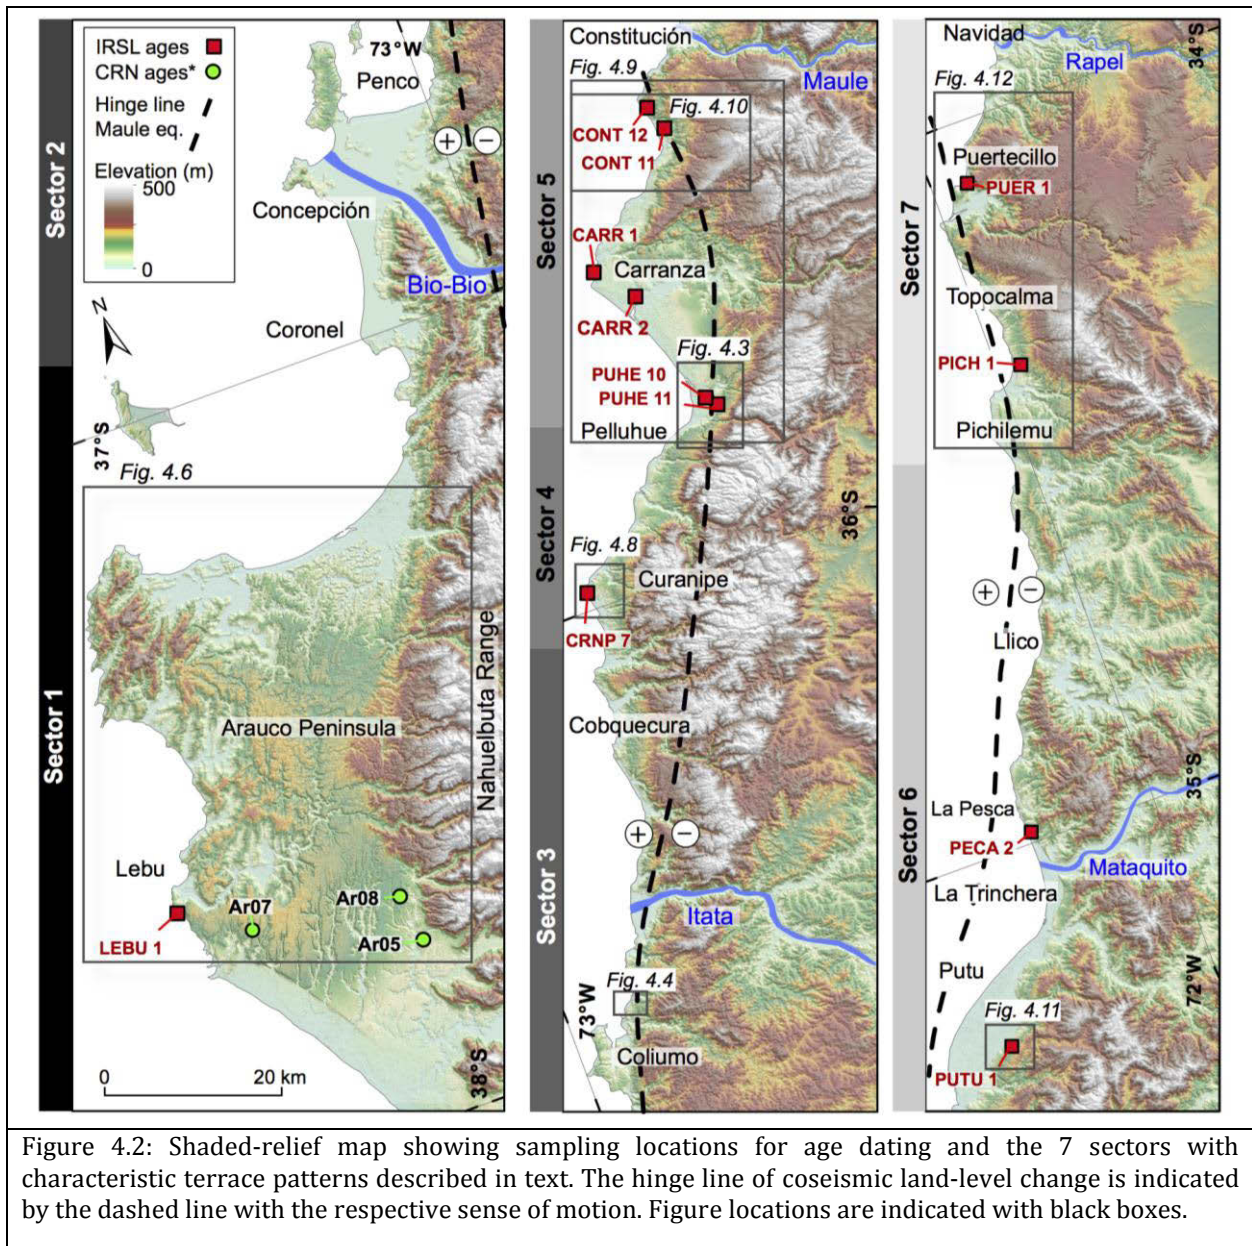 IRSL ages
CRN ages*
Hinge line
Maule eq.
Elevation (m)
500
0
N
73°W
Penco
+
−
Concepción
Bio-Bio
Coronel
37°S
Fig. 4.6
Arauco Peninsula
Nahuelbuta Range
Lebu
LEBU 1
Ar07
Ar08
Ar05
0
20 km
38°S
Sector 2
Sector 1
Constitución
Maule
Fig. 4.9
Fig. 4.10
CONT 12
CONT 11
CARR 1
Carranza
CARR 2
Fig. 4.3
PUHE 10
PUHE 11
Pelluhue
36°S
Fig. 4.8
Curanipe
CRNP 7
Cobquecura
+
−
Itata
Fig. 4.4
73°W
Coliumo
Sector 5
Sector 4
Sector 3
Navidad
34°S
Rapel
Fig. 4.12
Puertecillo
PUER 1
Topocalma
PICH 1
Pichilemu
+
−
Llico
35°S
La Pesca
PECA 2
Mataquito
La Trinchera
Putu
72°W
Fig. 4.11
PUTU 1
Sector 7
Sector 6
Figure 4.2: Shaded-relief map showing sampling locations for age dating and the 7 sectors with
characteristic terrace patterns described in text. The hinge line of coseismic land-level change is indicated
by the dashed line with the respective sense of motion. Figure locations are indicated with black boxes.